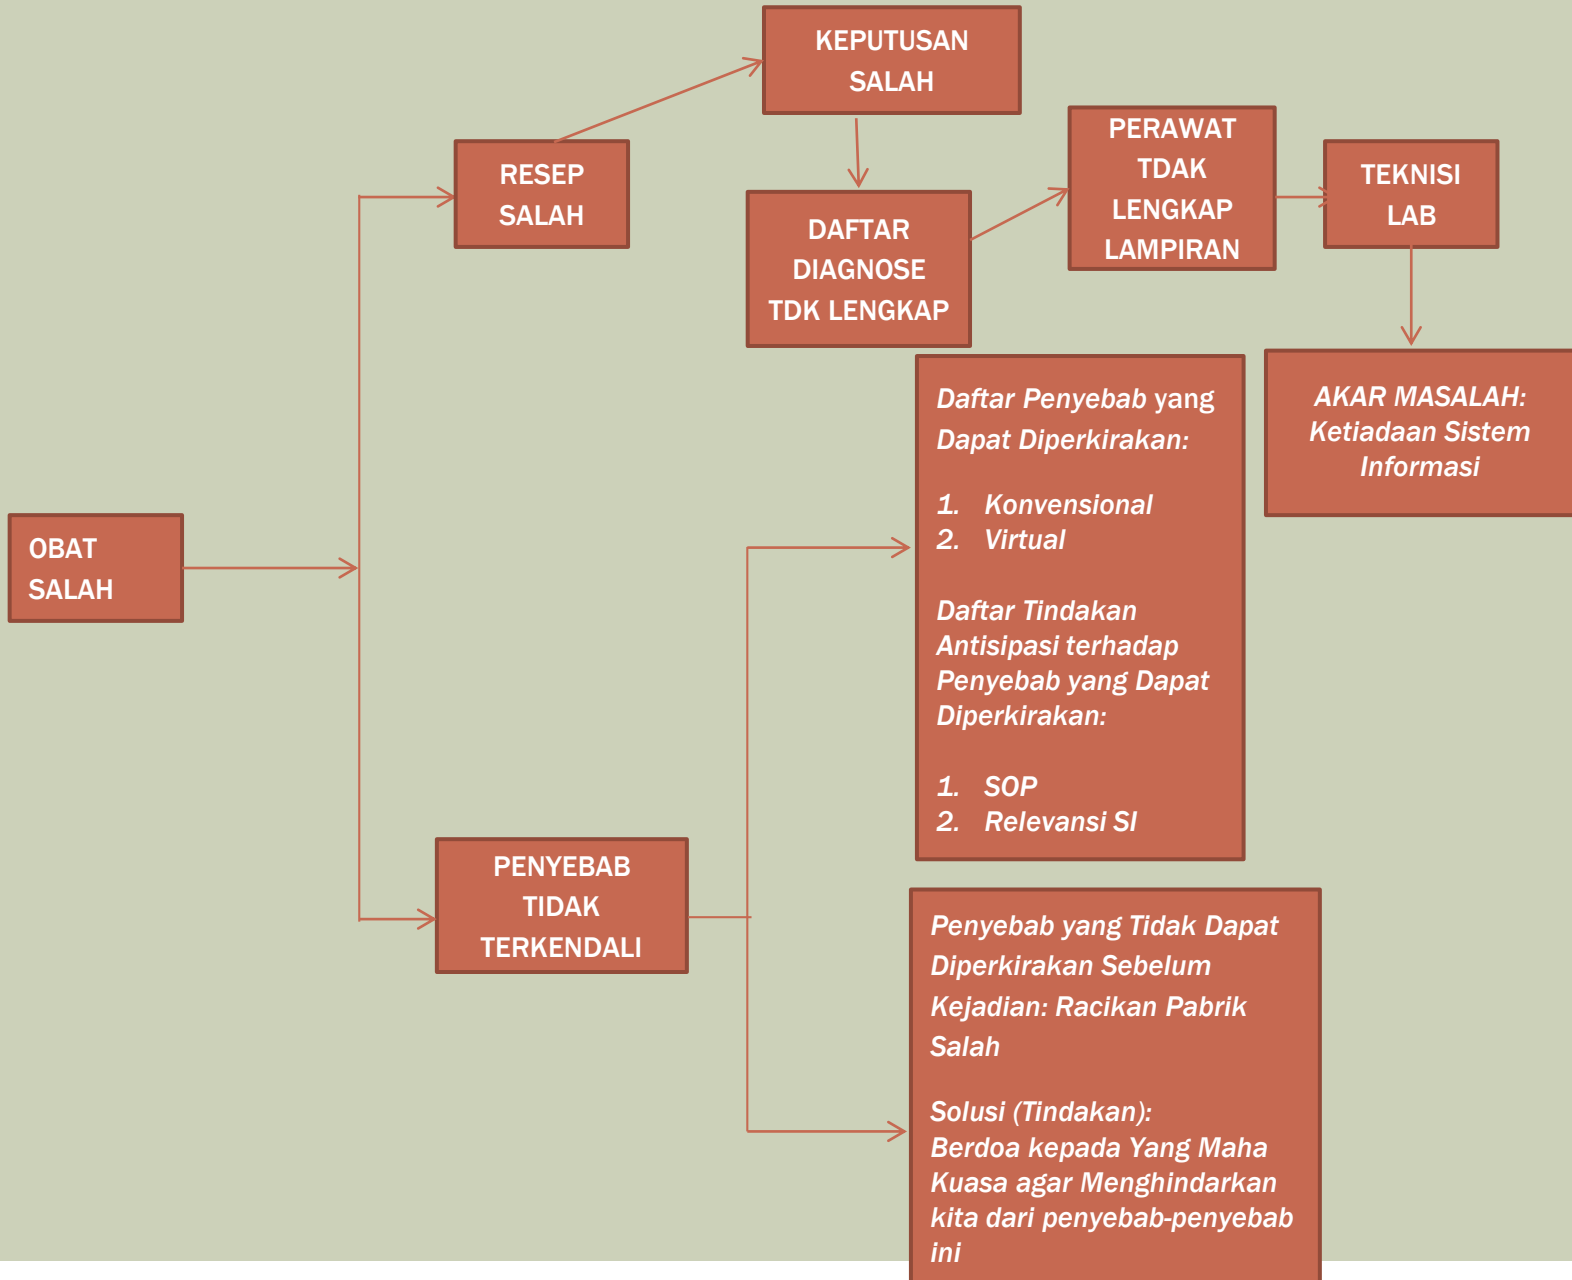 KEPUTUSAN
SALAH
RESEP
SALAH
DAFTAR
DIAGNOSE
TDK LENGKAP
PERAWAT
TDAK
LENGKAP
LAMPIRAN
TEKNISI
LAB
AKAR MASALAH:
Ketiadaan Sistem
Informasi
OBAT
SALAH
PENYEBAB
TIDAK
TERKENDALI
Daftar Penyebab yang
Dapat Diperkirakan:
1. Konvensional
2. Virtual
Daftar Tindakan
Antisipasi terhadap
Penyebab yang Dapat
Diperkirakan:
1. SOP
2. Relevansi SI
Penyebab yang Tidak Dapat
Diperkirakan Sebelum
Kejadian: Racikan Pabrik
Salah
Solusi (Tindakan):
Berdoa kepada Yang Maha
Kuasa agar Menghindarkan
kita dari penyebab-penyebab
ini